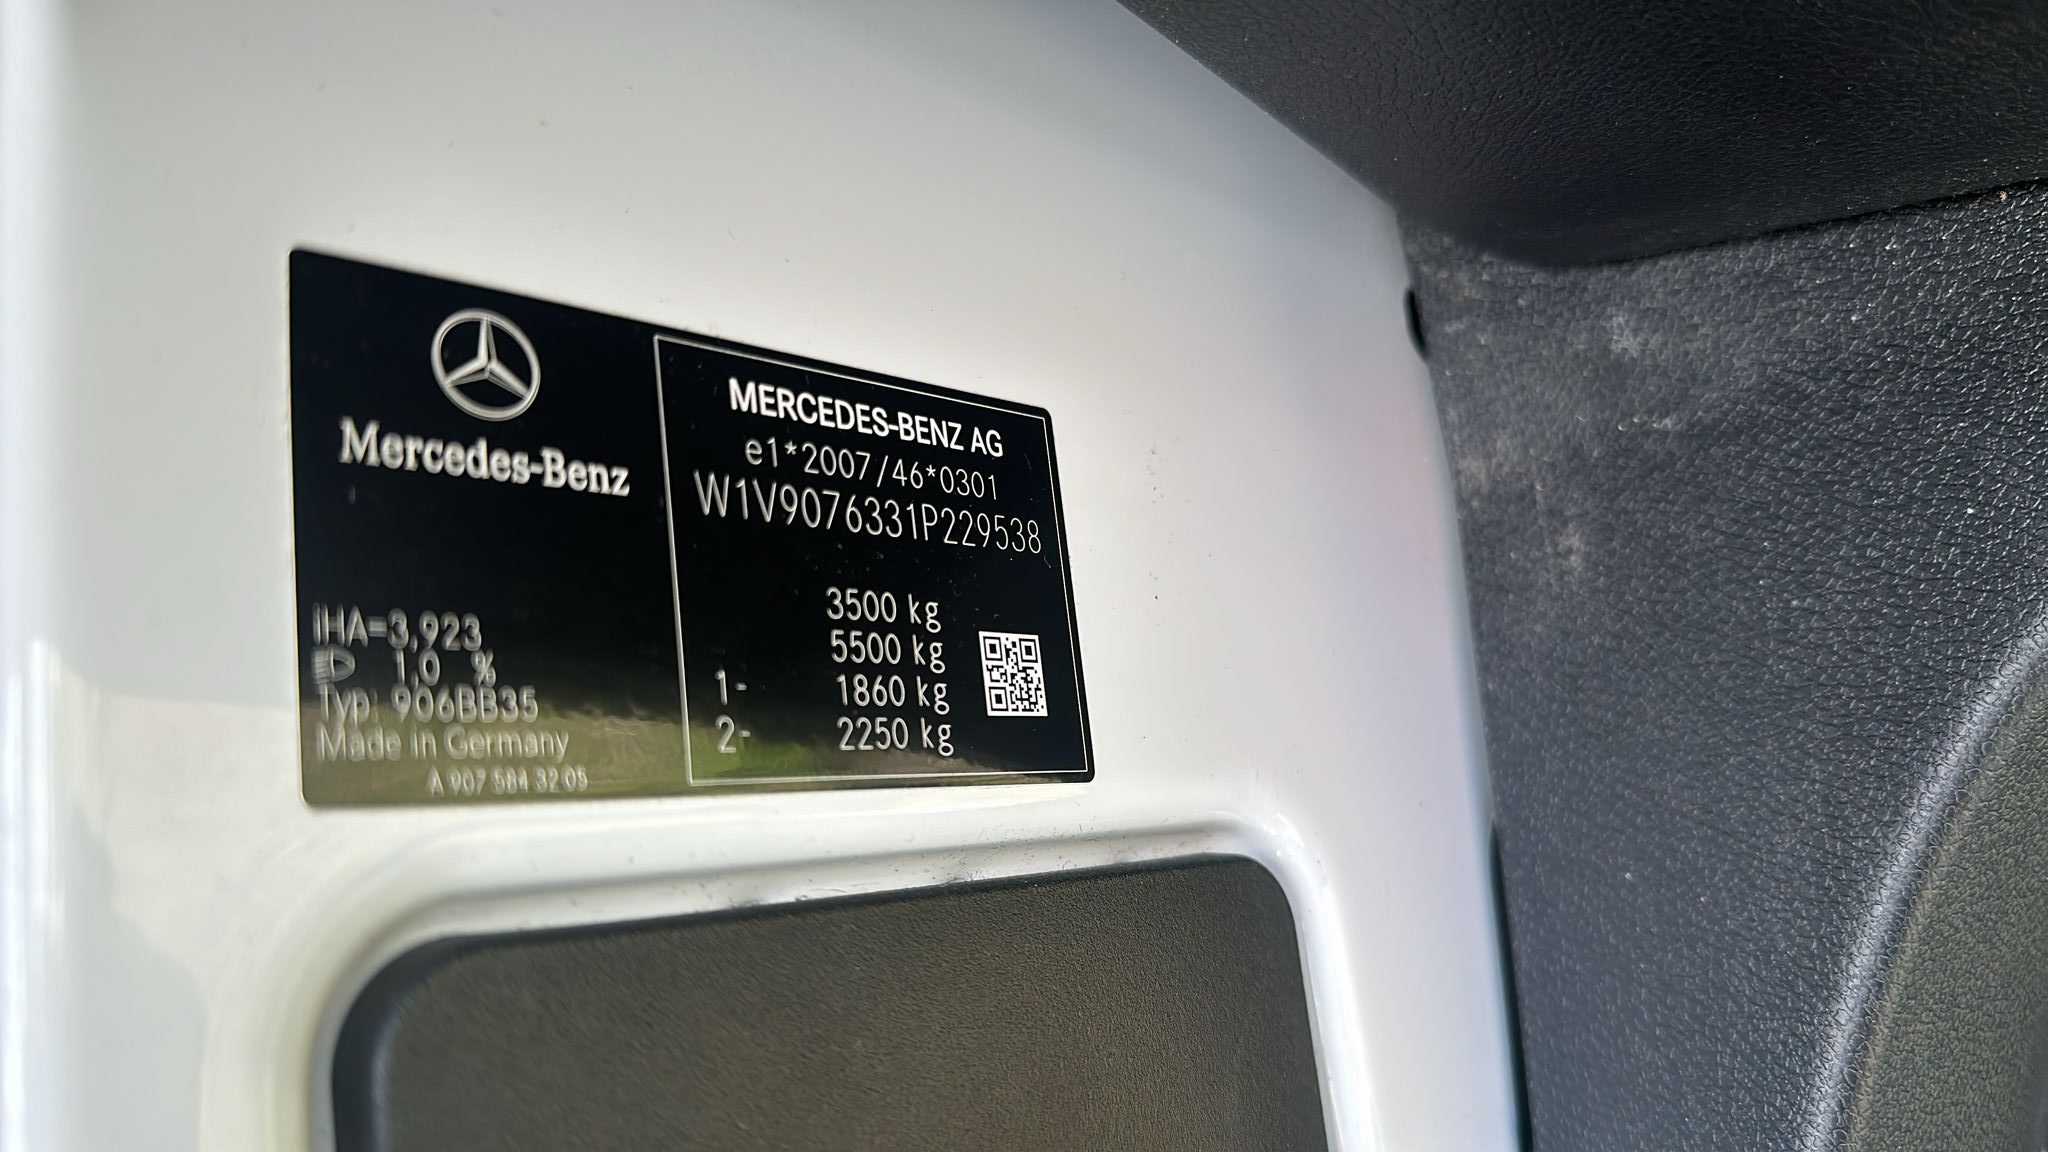 Mercedes-Benz
IHA=3,923
1,0 %
Typ: 906BB35
Made in Germany
A 907 584 32 05
MERCEDES-BENZ AG
e1*2007/46*0301
W1V9076331P229538
3500 kg
5500 kg
1- 1860 kg
2- 2250 kg